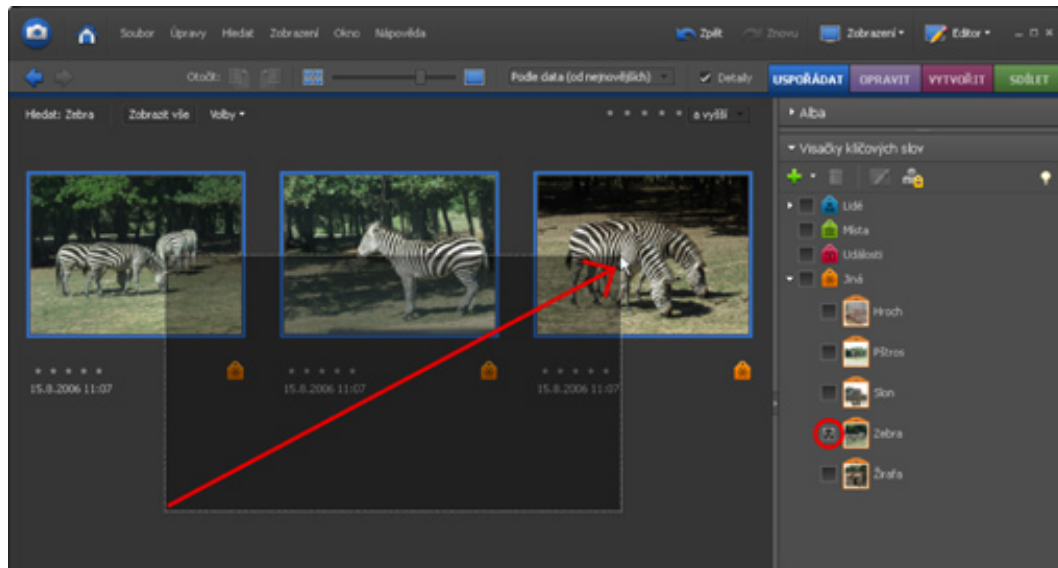 Soubor Úpravy Hledat Zobrazení Okno Nápověda Zpět Znovu Zobrazení Editor
Otočit: Podle data (od nejnovějších) Detaily USPOŘÁDAT OPRAVIT VYTVOŘIT SDÍLET
Hledat: Zebra Zobrazit vše Volby a vyšší
Alba
Visačky klíčových slov
Lidé
Místa
Události
Jiná
Hroch
Pštros
Slon
Zebra
Žirafa
15.8.2006 11:07 15.8.2006 11:07 15.8.2006 11:07